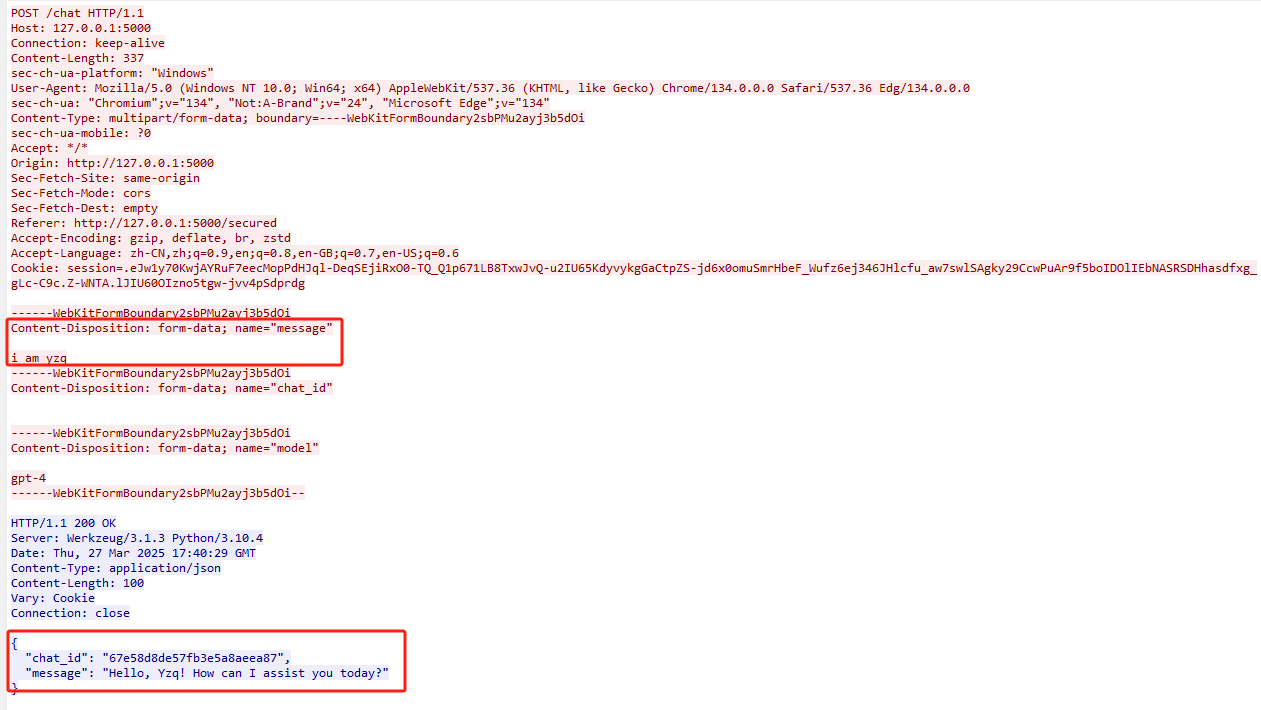 POST /chat HTTP/1.1
Host: 127.0.0.1:5000
Connection: keep-alive
Content-Length: 337
sec-ch-ua-platform: "Windows"
User-Agent: Mozilla/5.0 (Windows NT 10.0; Win64; x64) AppleWebKit/537.36 (KHTML, like Gecko) Chrome/134.0.0.0 Safari/537.36 Edg/134.0.0.0
sec-ch-ua: "Chromium";v="134", "Not:A-Brand";v="24", "Microsoft Edge";v="134"
Content-Type: multipart/form-data; boundary=----WebKitFormBoundary2sbPMu2ayj3b5dOi
sec-ch-ua-mobile: ?0
Accept: */*
Origin: http://127.0.0.1:5000
Sec-Fetch-Site: same-origin
Sec-Fetch-Mode: cors
Sec-Fetch-Dest: empty
Referer: http://127.0.0.1:5000/secured
Accept-Encoding: gzip, deflate, br, zstd
Accept-Language: zh-CN,zh;q=0.9,en;q=0.8,en-GB;q=0.7,en-US;q=0.6
Cookie: session=.eJwly70KwjAYRuF7eecMopPdHJql-DeqSEjiRxO0-TQ_Q1p671LB8TxwJvQ-u2IU65KdyvykgGaCtpZS-jd6x0omuSmrHbeF_Wufz6ej346JHlcfu_aw7swlSAgky29CcwPuAr9f5boIDOlIEbNASRSDHhasdfxg_
gLc-C9c.Z-WNTA.lJIU60OIzno5tgw-jvv4pSdprdg
------WebKitFormBoundary2sbPMu2ayj3b5dOi
Content-Disposition: form-data; name="message"
i am yzq
------WebKitFormBoundary2sbPMu2ayj3b5dOi
Content-Disposition: form-data; name="chat_id"
------WebKitFormBoundary2sbPMu2ayj3b5dOi
Content-Disposition: form-data; name="model"
gpt-4
------WebKitFormBoundary2sbPMu2ayj3b5dOi--
HTTP/1.1 200 OK
Server: Werkzeug/3.1.3 Python/3.10.4
Date: Thu, 27 Mar 2025 17:40:29 GMT
Content-Type: application/json
Content-Length: 100
Vary: Cookie
Connection: close
{
"chat_id": "67e58d8de57fb3e5a8aeea87",
"message": "Hello, Yzq! How can I assist you today?"
}